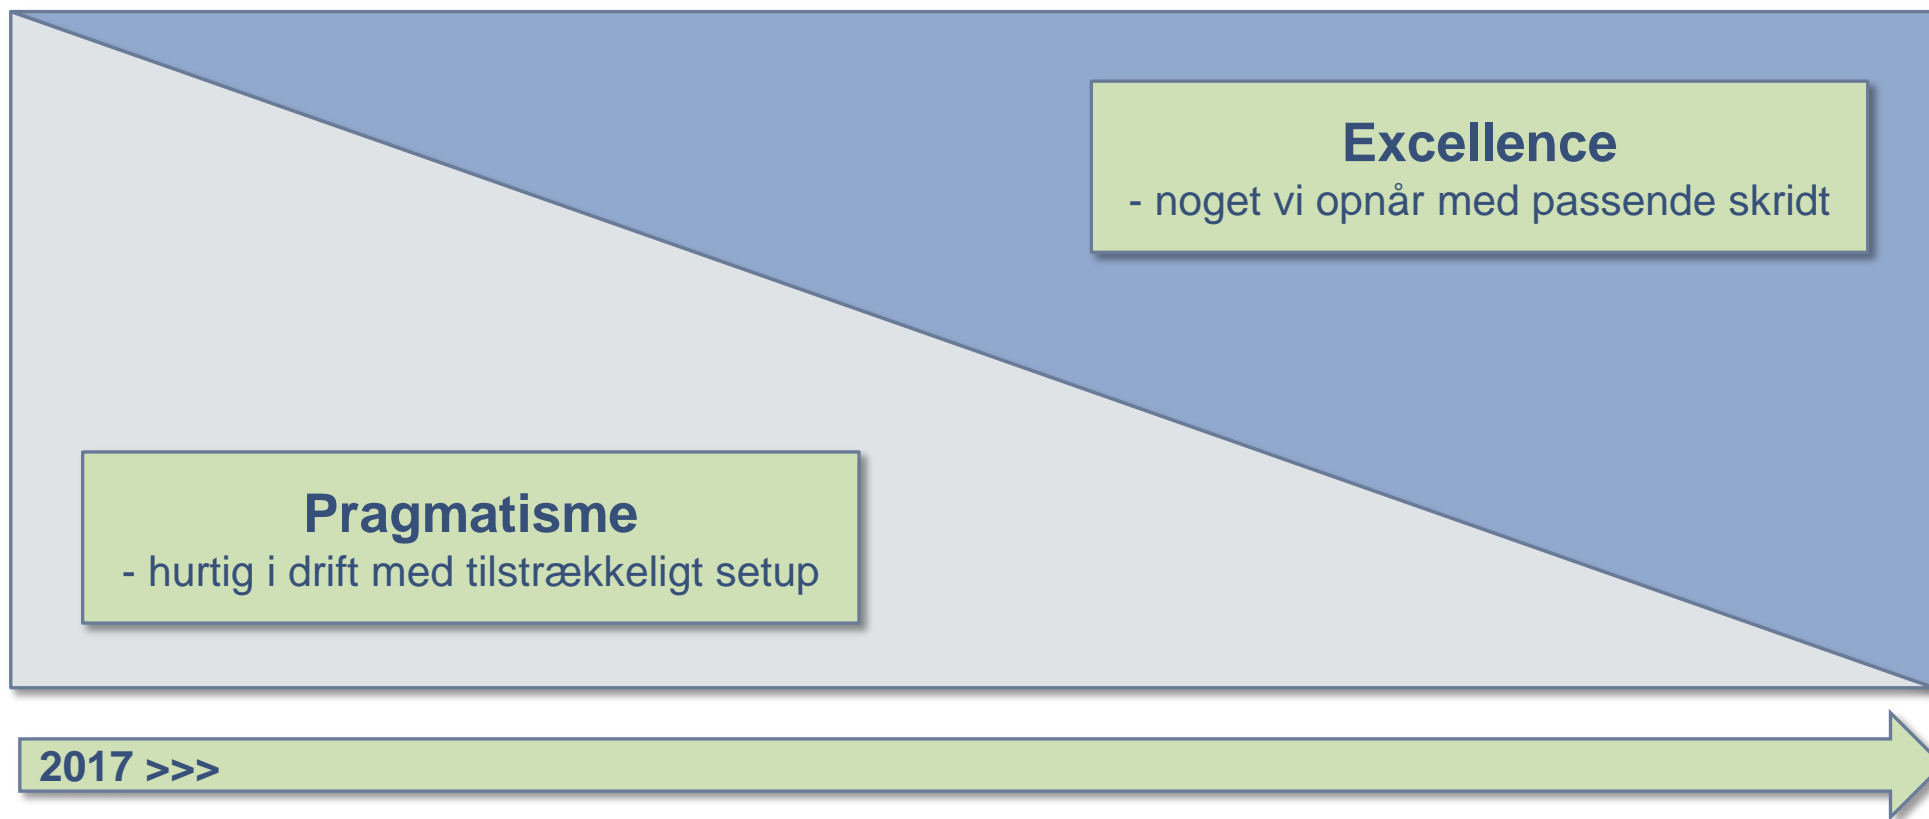 Excellence
- noget vi opnår med passende skridt
Pragmatisme
- hurtig i drift med tilstrækkeligt setup
2017 >>>